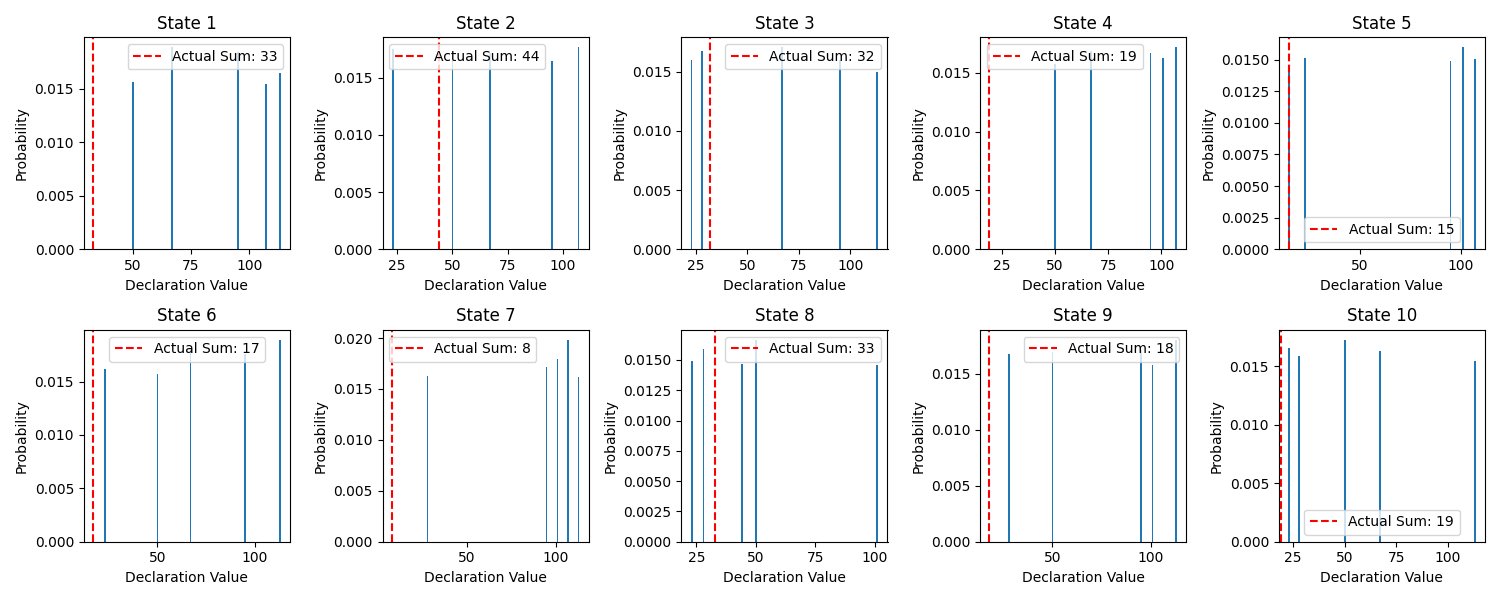 State 1
Actual Sum: 33
Probability
0.015
0.010
0.005
0.000
50
100
Declaration Value
State 2
Actual Sum: 44
Probability
0.015
0.010
0.005
0.000
25
50
75
100
Declaration Value
State 3
Actual Sum: 32
Probability
0.015
0.010
0.005
0.000
25
50
75
100
Declaration Value
State 4
Actual Sum: 19
Probability
0.015
0.010
0.005
0.000
25
50
75
100
Declaration Value
State 5
Actual Sum: 15
Probability
0.0150
0.0125
0.0100
0.0075
0.0050
0.0025
0.0000
50
100
Declaration Value
State 6
Actual Sum: 17
Probability
0.015
0.010
0.005
0.000
50
100
Declaration Value
State 7
Actual Sum: 8
Probability
0.020
0.015
0.010
0.005
0.000
50
100
Declaration Value
State 8
Actual Sum: 33
Probability
0.0150
0.0125
0.0100
0.0075
0.0050
0.0025
0.0000
25
50
75
100
Declaration Value
State 9
Actual Sum: 18
Probability
0.015
0.010
0.005
0.000
50
100
Declaration Value
State 10
Actual Sum: 19
Probability
0.015
0.010
0.005
0.000
25
50
75
100
Declaration Value